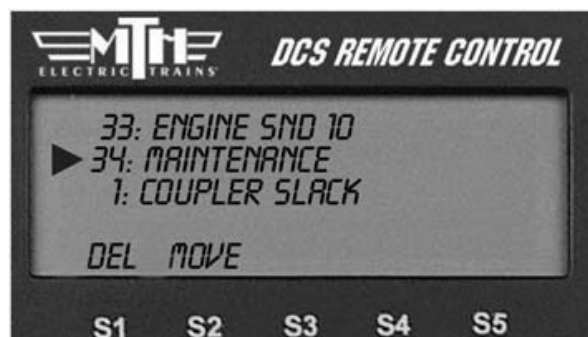 MTH
ELECTRIC TRAINS
DCS REMOTE CONTROL
33: ENGINE SND 10
34: MAINTENANCE
1: COUPLER SLACK
DEL MOVE
S1 S2 S3 S4 S5